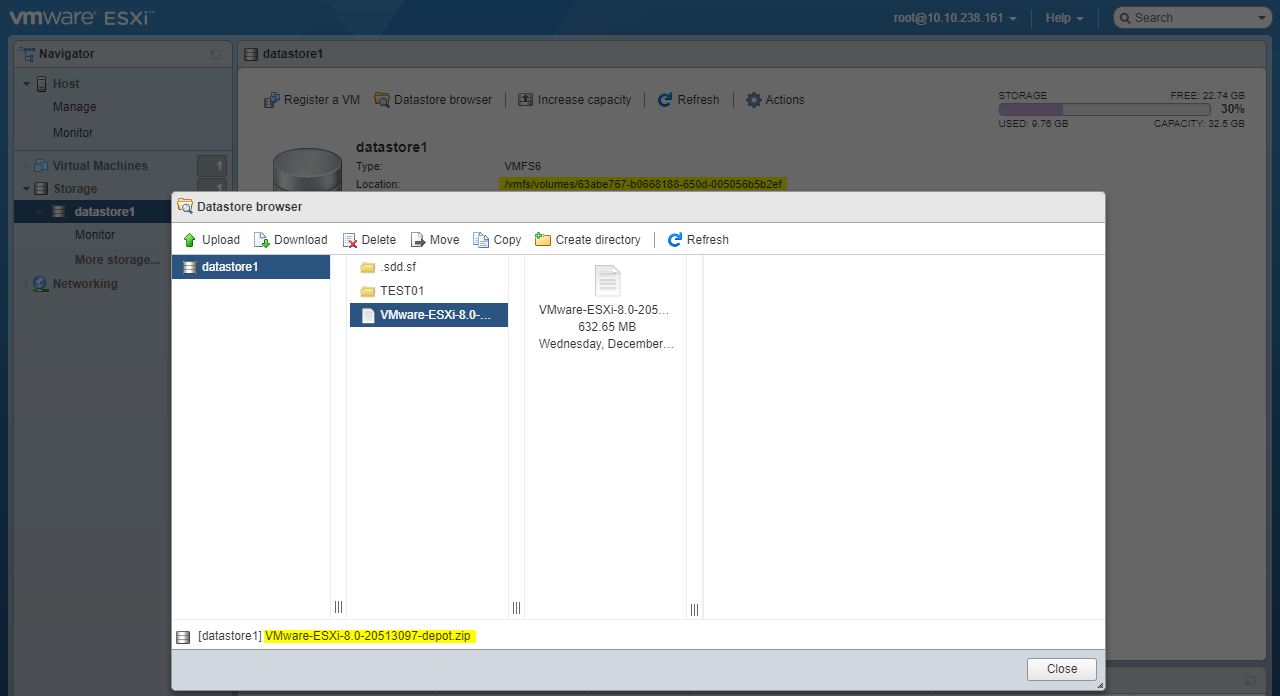 vmware ESXi™
root@10.10.238.161
Help
Search
Navigator
Host
Manage
Monitor
Virtual Machines
1
Storage
1
datastore1
Monitor
More storage...
Networking
datastore1
Register a VM
Datastore browser
Increase capacity
Refresh
Actions
STORAGE
FREE: 22.74 GB
30%
USED: 9.76 GB
CAPACITY: 32.5 GB
datastore1
Type:
VMFS6
Location:
/vmfs/volumes/63abe767-b0668188-650d-005056b5b2ef
Datastore browser
Upload
Download
Delete
Move
Copy
Create directory
Refresh
datastore1
.sdd.sf
TEST01
VMware-ESXi-8.0-...
VMware-ESXi-8.0-205...
632.65 MB
Wednesday, December...
[datastore1] VMware-ESXi-8.0-20513097-depot.zip
Close